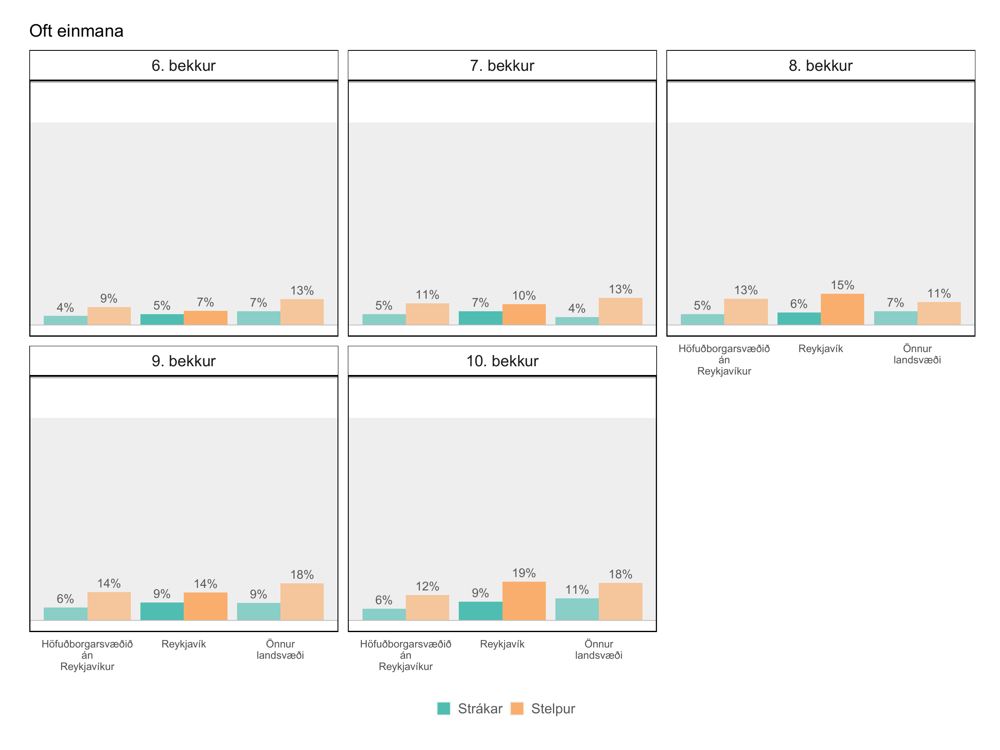 Oft einmana
6. bekkur
4%
9%
5%
7%
7%
13%
7. bekkur
5%
11%
7%
10%
4%
13%
8. bekkur
5%
13%
6%
15%
7%
11%
Höfuðborgarsvæðið
án
Reykjavíkur
Reykjavík
Önnur
landsvæði
9. bekkur
6%
14%
9%
14%
9%
18%
Höfuðborgarsvæðið
án
Reykjavíkur
Reykjavík
Önnur
landsvæði
10. bekkur
6%
12%
9%
19%
11%
18%
Höfuðborgarsvæðið
án
Reykjavíkur
Reykjavík
Önnur
landsvæði
Strákar
Stelpur